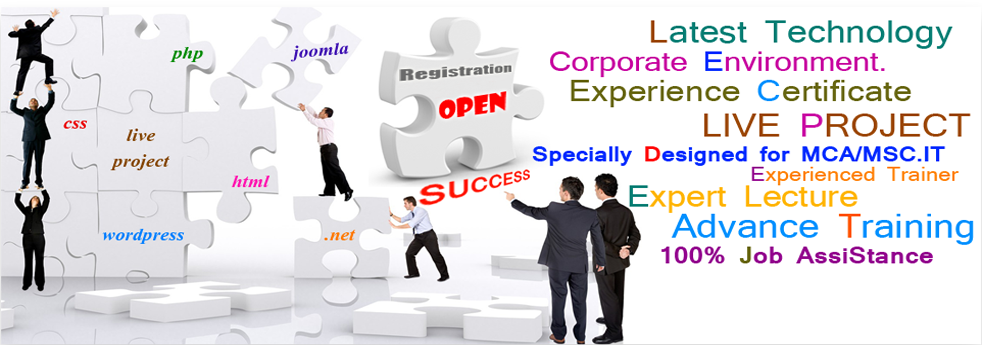 php
joomla
css
live
project
html
wordpress
.net
Registration
OPEN
SUCCESS
Latest Technology
Corporate Environment.
Experience Certificate
LIVE PROJECT
Specially Designed for MCA/MSC.IT
Experienced Trainer
Expert Lecture
Advance Training
100% Job AssiStance